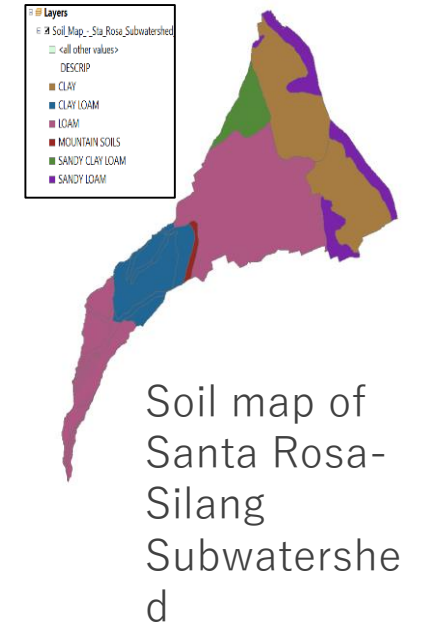 Layers
Soil_Map_-_Sta_Rosa_Subwatershed
<all other values>
DESCRIP
CLAY
CLAY LOAM
LOAM
MOUNTAIN SOILS
SANDY CLAY LOAM
SANDY LOAM
Soil map of
Santa Rosa-
Silang
Subwatershe
d